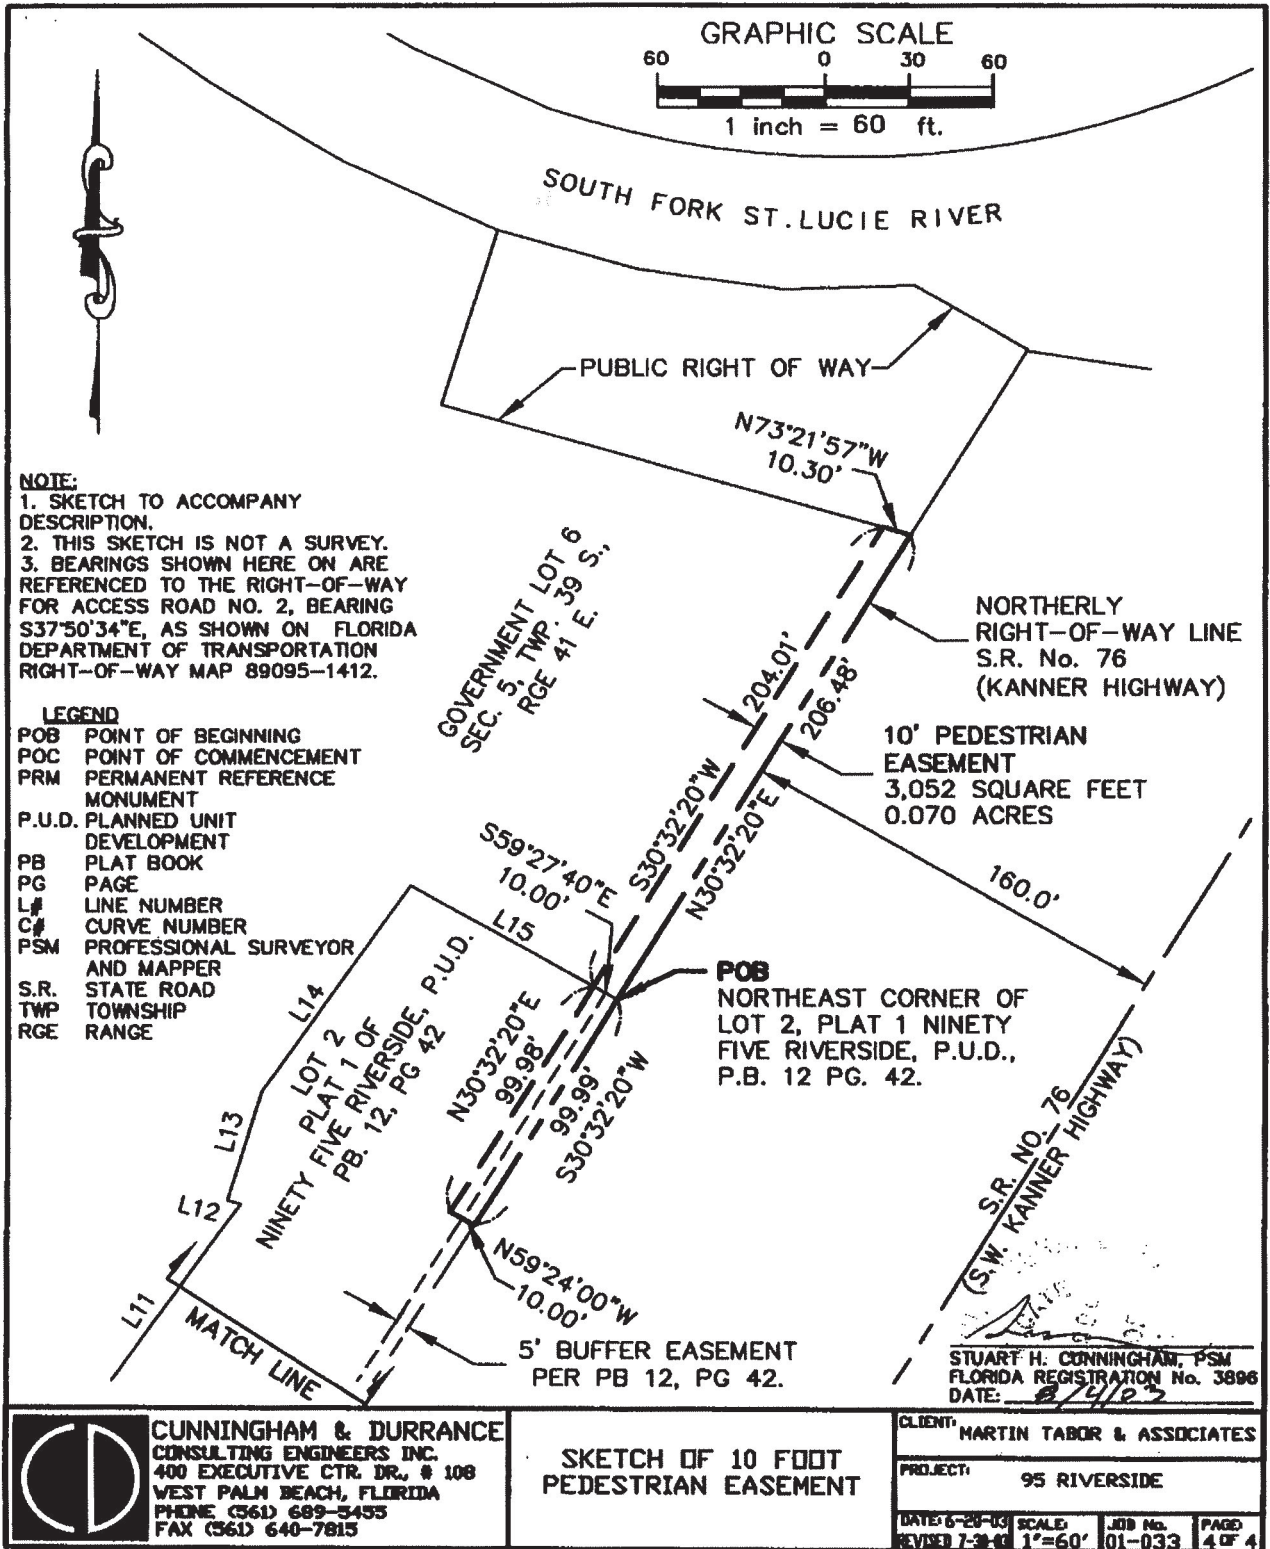 GRAPHIC SCALE
60 0 30 60
1 inch = 60 ft.
SOUTH FORK ST.LUCIE RIVER
PUBLIC RIGHT OF WAY
N73°21'57"W
10.30'
NOTE:
1. SKETCH TO ACCOMPANY
DESCRIPTION.
2. THIS SKETCH IS NOT A SURVEY.
3. BEARINGS SHOWN HERE ON ARE
REFERENCED TO THE RIGHT-OF-WAY
FOR ACCESS ROAD NO. 2, BEARING
S37°50'34"E, AS SHOWN ON FLORIDA
DEPARTMENT OF TRANSPORTATION
RIGHT-OF-WAY MAP 89095-1412.
GOVERNMENT LOT 6
SEC. 5, TWP. 39 S.,
RGE 41 E.
NORTHERLY
RIGHT-OF-WAY LINE
S.R. No. 76
(KANNER HIGHWAY)
204.01'
206.48'
S30°32'20"W
N30°32'20"E
10' PEDESTRIAN
EASEMENT
3,052 SQUARE FEET
0.070 ACRES
160.0'
LEGEND
POB POINT OF BEGINNING
POC POINT OF COMMENCEMENT
PRM PERMANENT REFERENCE
MONUMENT
P.U.D. PLANNED UNIT
DEVELOPMENT
PB PLAT BOOK
PG PAGE
L# LINE NUMBER
C# CURVE NUMBER
PSM PROFESSIONAL SURVEYOR
AND MAPPER
S.R. STATE ROAD
TWP TOWNSHIP
RGE RANGE
S59°27'40"E
10.00'
L15
L14
L13
L12
L11
LOT 2
PLAT 1 OF
NINETY FIVE RIVERSIDE, P.U.D.
PB. 12, PG 42
N30°32'20"E
99.98'
99.99'
S30°32'20"W
POB
NORTHEAST CORNER OF
LOT 2, PLAT 1 NINETY
FIVE RIVERSIDE, P.U.D.,
P.B. 12 PG. 42.
S.R. NO. 76
(S.W. KANNER HIGHWAY)
N59°24'00"W
10.00'
MATCH LINE
5' BUFFER EASEMENT
PER PB 12, PG 42.
STUART H. CUNNINGHAM, PSM
FLORIDA REGISTRATION No. 3896
DATE: 8/4/03
CUNNINGHAM & DURRANCE
CONSULTING ENGINEERS INC.
400 EXECUTIVE CTR. DR., # 108
WEST PALM BEACH, FLORIDA
PHONE (561) 689-5455
FAX (561) 640-7815
SKETCH OF 10 FOOT
PEDESTRIAN EASEMENT
CLIENT: MARTIN TABOR & ASSOCIATES
PROJECT: 95 RIVERSIDE
DATE: 6-20-03 SCALE: JOB No. PAGE:
REVISED 1"=60' 01-033 4 OF 4